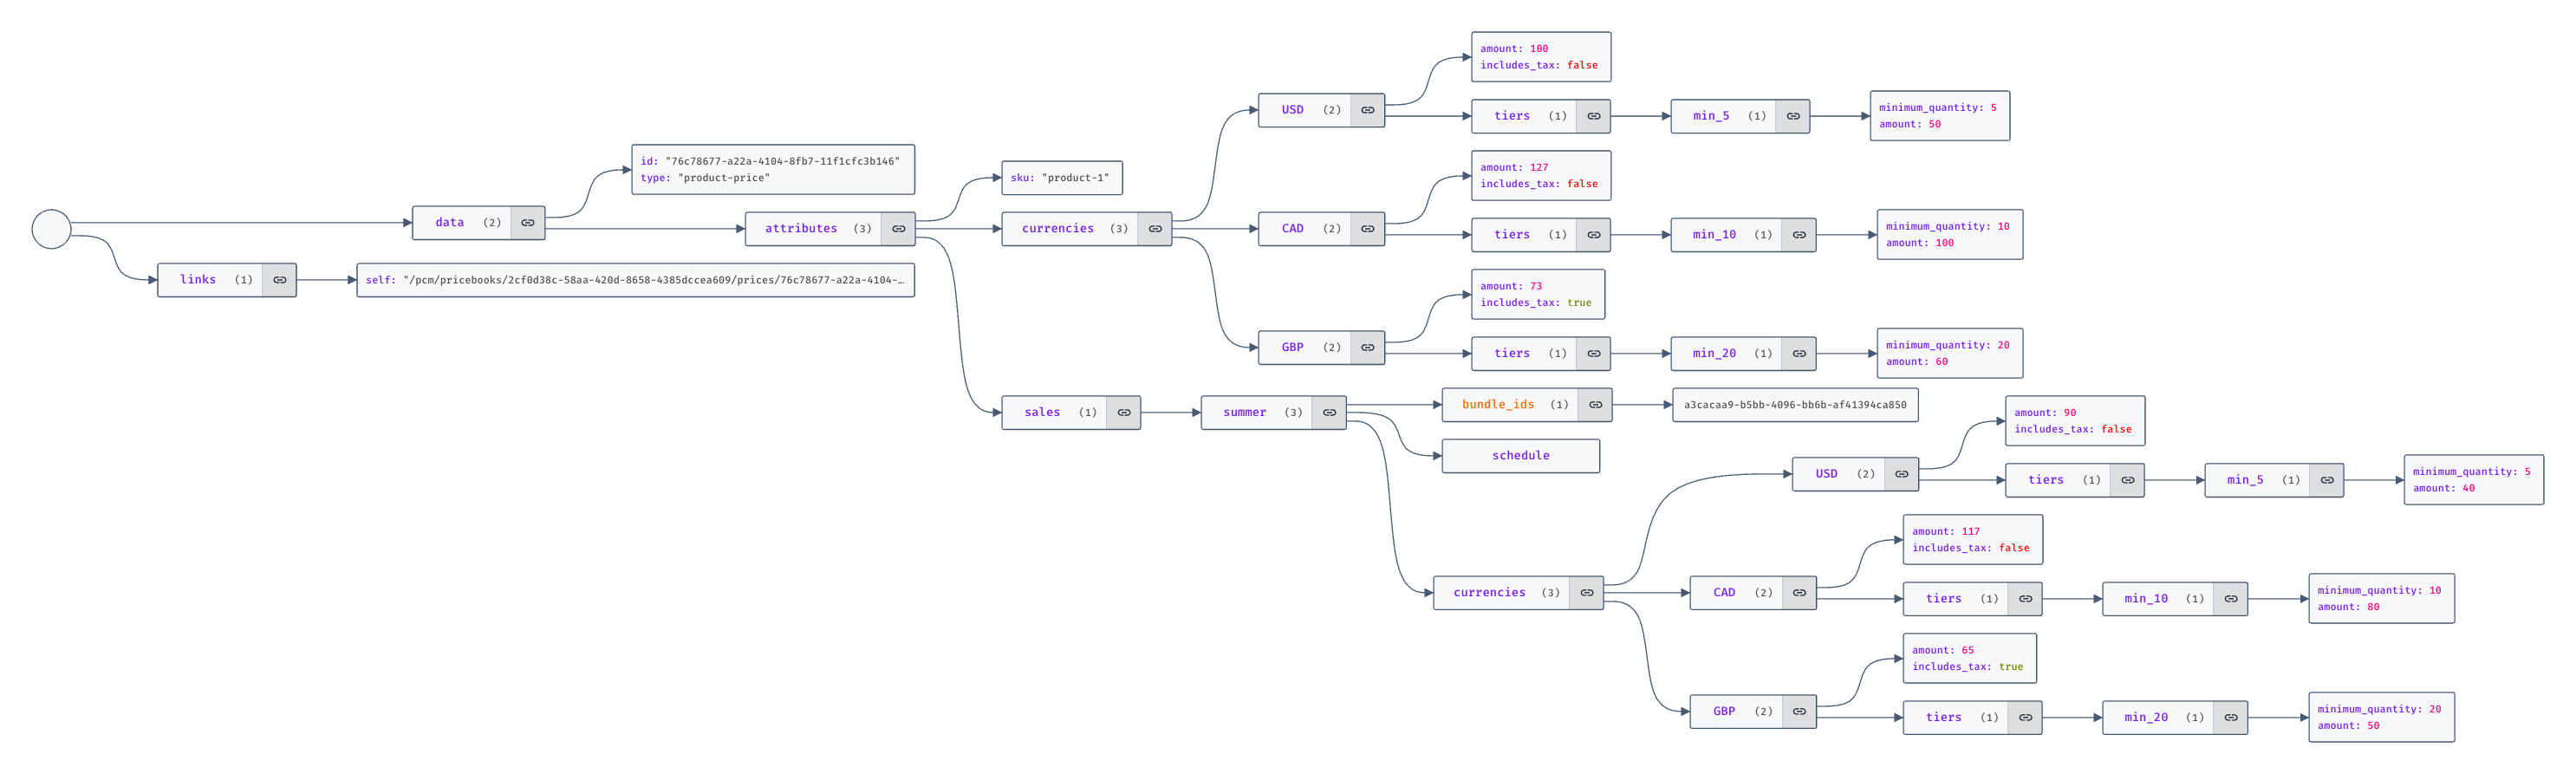 amount: 100
includes_tax: false
USD (2)
tiers (1)
min_5 (1)
minimum_quantity: 5
amount: 50
id: "76c78677-a22a-4104-8fb7-11f1cfc3b146"
type: "product-price"
sku: "product-1"
amount: 127
includes_tax: false
data (2)
attributes (3)
currencies (3)
CAD (2)
tiers (1)
min_10 (1)
minimum_quantity: 10
amount: 100
links (1)
self: "/pcm/pricebooks/2cf0d38c-58aa-420d-8658-4385dccea609/prices/76c78677-a22a-4104-…
amount: 73
includes_tax: true
GBP (2)
tiers (1)
min_20 (1)
minimum_quantity: 20
amount: 60
sales (1)
summer (3)
bundle_ids (1)
a3cacaa9-b5bb-4096-bb6b-af41394ca850
schedule
amount: 90
includes_tax: false
USD (2)
tiers (1)
min_5 (1)
minimum_quantity: 5
amount: 40
amount: 117
includes_tax: false
currencies (3)
CAD (2)
tiers (1)
min_10 (1)
minimum_quantity: 10
amount: 80
amount: 65
includes_tax: true
GBP (2)
tiers (1)
min_20 (1)
minimum_quantity: 20
amount: 50